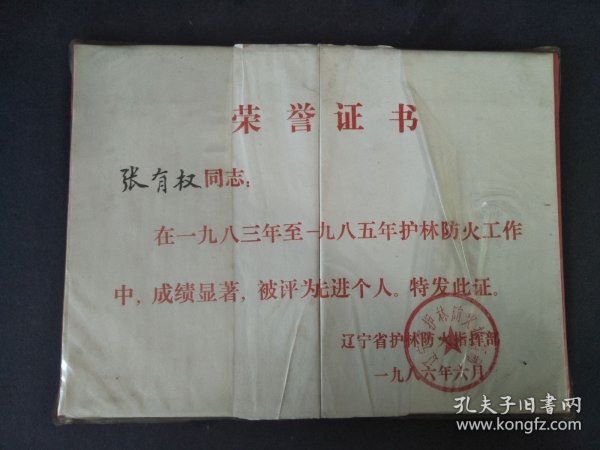 荣誉证书
张有权同志：
在一九八三年至一九八五年护林防火工作
中，成绩显著，被评为先进个人。特发此证。
辽宁省护林防火指挥部
一九八六年六月
孔夫子旧书网
www.kongfz.com